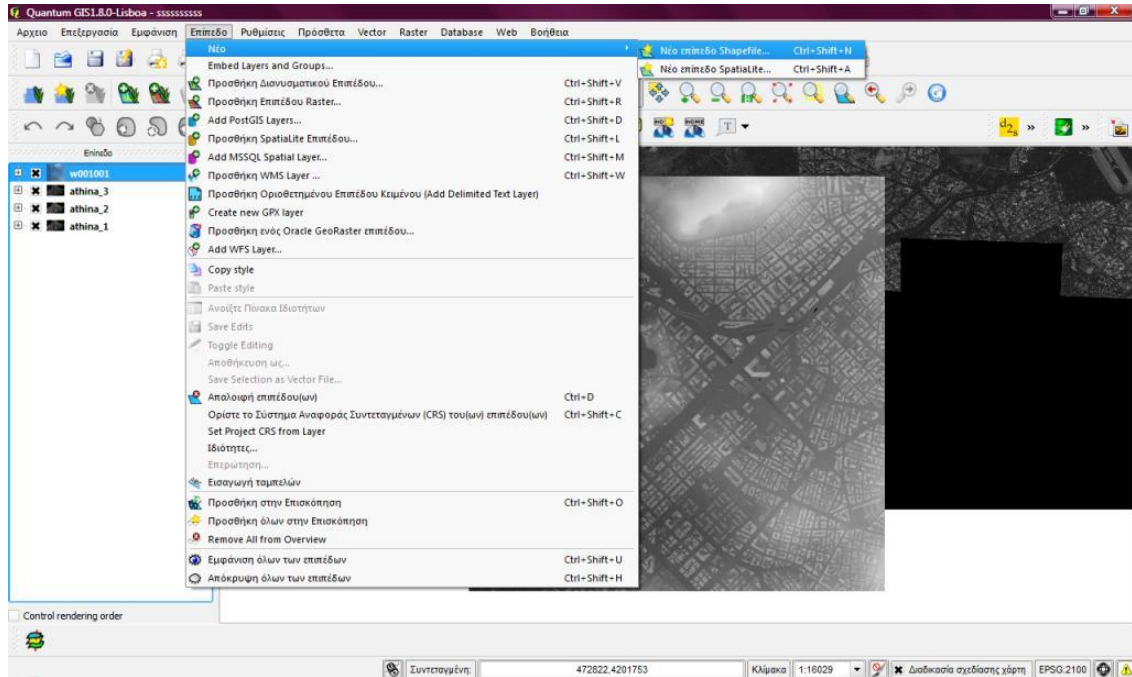 Quantum GIS1.8.0-Lisboa - ssssssssss
Αρχειο Επεξεργασία Εμφάνιση Επίπεδο Ρυθμίσεις Πρόσθετα Vector Raster Database Web Βοήθεια
Νέο
Νέο επίπεδο Shapefile... Ctrl+Shift+N
Νέο επίπεδο SpatiaLite... Ctrl+Shift+A
Embed Layers and Groups...
Προσθήκη Διανυσματικού Επιπέδου... Ctrl+Shift+V
Προσθήκη Επιπέδου Raster... Ctrl+Shift+R
Add PostGIS Layers... Ctrl+Shift+D
Προσθήκη SpatiaLite Επιπέδου... Ctrl+Shift+L
Add MSSQL Spatial Layer... Ctrl+Shift+M
Προσθήκη WMS Layer ... Ctrl+Shift+W
Προσθήκη Οριοθετημένου Επιπέδου Κειμένου (Add Delimited Text Layer)
Create new GPX layer
Προσθήκη ενός Oracle GeoRaster επιπέδου...
Add WFS Layer...
Copy style
Paste style
Ανοίξτε Πίνακα Ιδιοτήτων
Save Edits
Toggle Editing
Αποθήκευση ως...
Save Selection as Vector File...
Απαλοιφή επιπέδου(ων) Ctrl+D
Ορίστε το Σύστημα Αναφοράς Συντεταγμένων (CRS) του(ων) επιπέδου(ων) Ctrl+Shift+C
Set Project CRS from Layer
Ιδιότητες...
Επερώτηση...
Εισαγωγή ταμπελών
Προσθήκη στην Επισκόπηση Ctrl+Shift+O
Προσθήκη όλων στην Επισκόπηση
Remove All from Overview
Εμφάνιση όλων των επιπέδων Ctrl+Shift+U
Απόκρυψη όλων των επιπέδων Ctrl+Shift+H
Επίπεδο
w001001
athina_3
athina_2
athina_1
Control rendering order
Συντεταγμένη: 472822,4201753 Κλίμακα 1:16029 Διαδικασία σχεδίασης χάρτη EPSG:2100